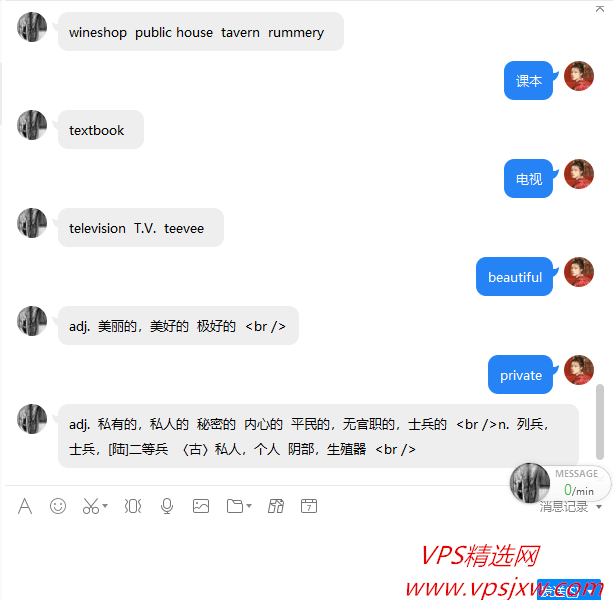 wineshop public house tavern rummery
课本
textbook
电视
television T.V. teevee
beautiful
adj. 美丽的，美好的 极好的 <br />
private
adj. 私有的，私人的 秘密的 内心的 平民的，无官职的，士兵的 <br />n. 列兵，
士兵，[陆]二等兵 〈古〉私人，个人 阴部，生殖器 <br />
MESSAGE
0/min
消息记录
7
VPS精选网
www.vpsjxw.com